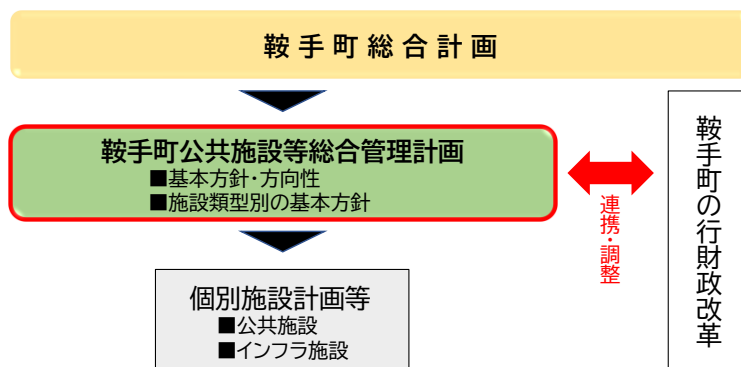 鞍手町総合計画
鞍手町公共施設等総合管理計画
■基本方針・方向性
■施設類型別の基本方針
連携・調整
鞍手町の行財政改革
個別施設計画等
■公共施設
■インフラ施設